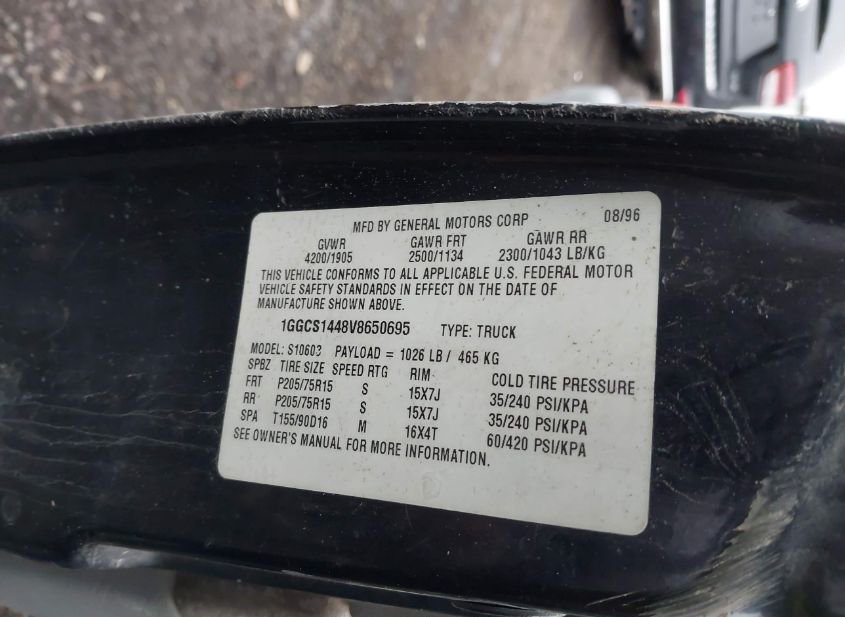 MFD BY GENERAL MOTORS CORP 08/96
GVWR GAWR FRT GAWR RR
4200/1905 2500/1134 2300/1043 LB/KG
THIS VEHICLE CONFORMS TO ALL APPLICABLE U.S. FEDERAL MOTOR
VEHICLE SAFETY STANDARDS IN EFFECT ON THE DATE OF
MANUFACTURE SHOWN ABOVE.
1GGCS1448V8650695 TYPE: TRUCK
MODEL: S10603 PAYLOAD = 1026 LB / 465 KG
SPBZ TIRE SIZE SPEED RTG RIM COLD TIRE PRESSURE
FRT P205/75R15 S 15X7J 35/240 PSI/KPA
RR P205/75R15 S 15X7J 35/240 PSI/KPA
SPA T155/90D16 M 16X4T 60/420 PSI/KPA
SEE OWNER'S MANUAL FOR MORE INFORMATION.